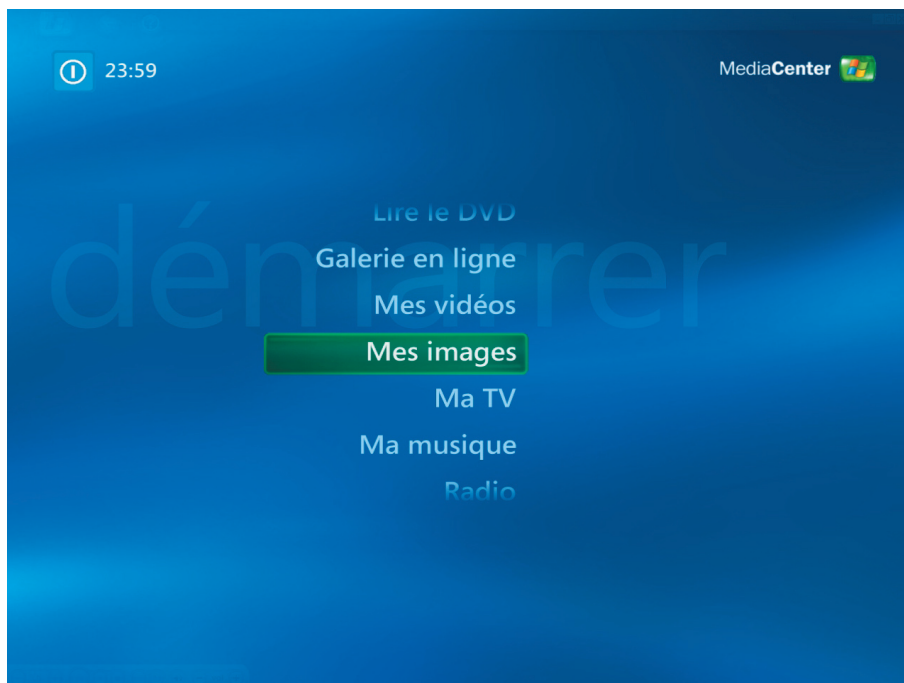 23:59
MediaCenter
démarrer
Lire le DVD
Galerie en ligne
Mes vidéos
Mes images
Ma TV
Ma musique
Radio